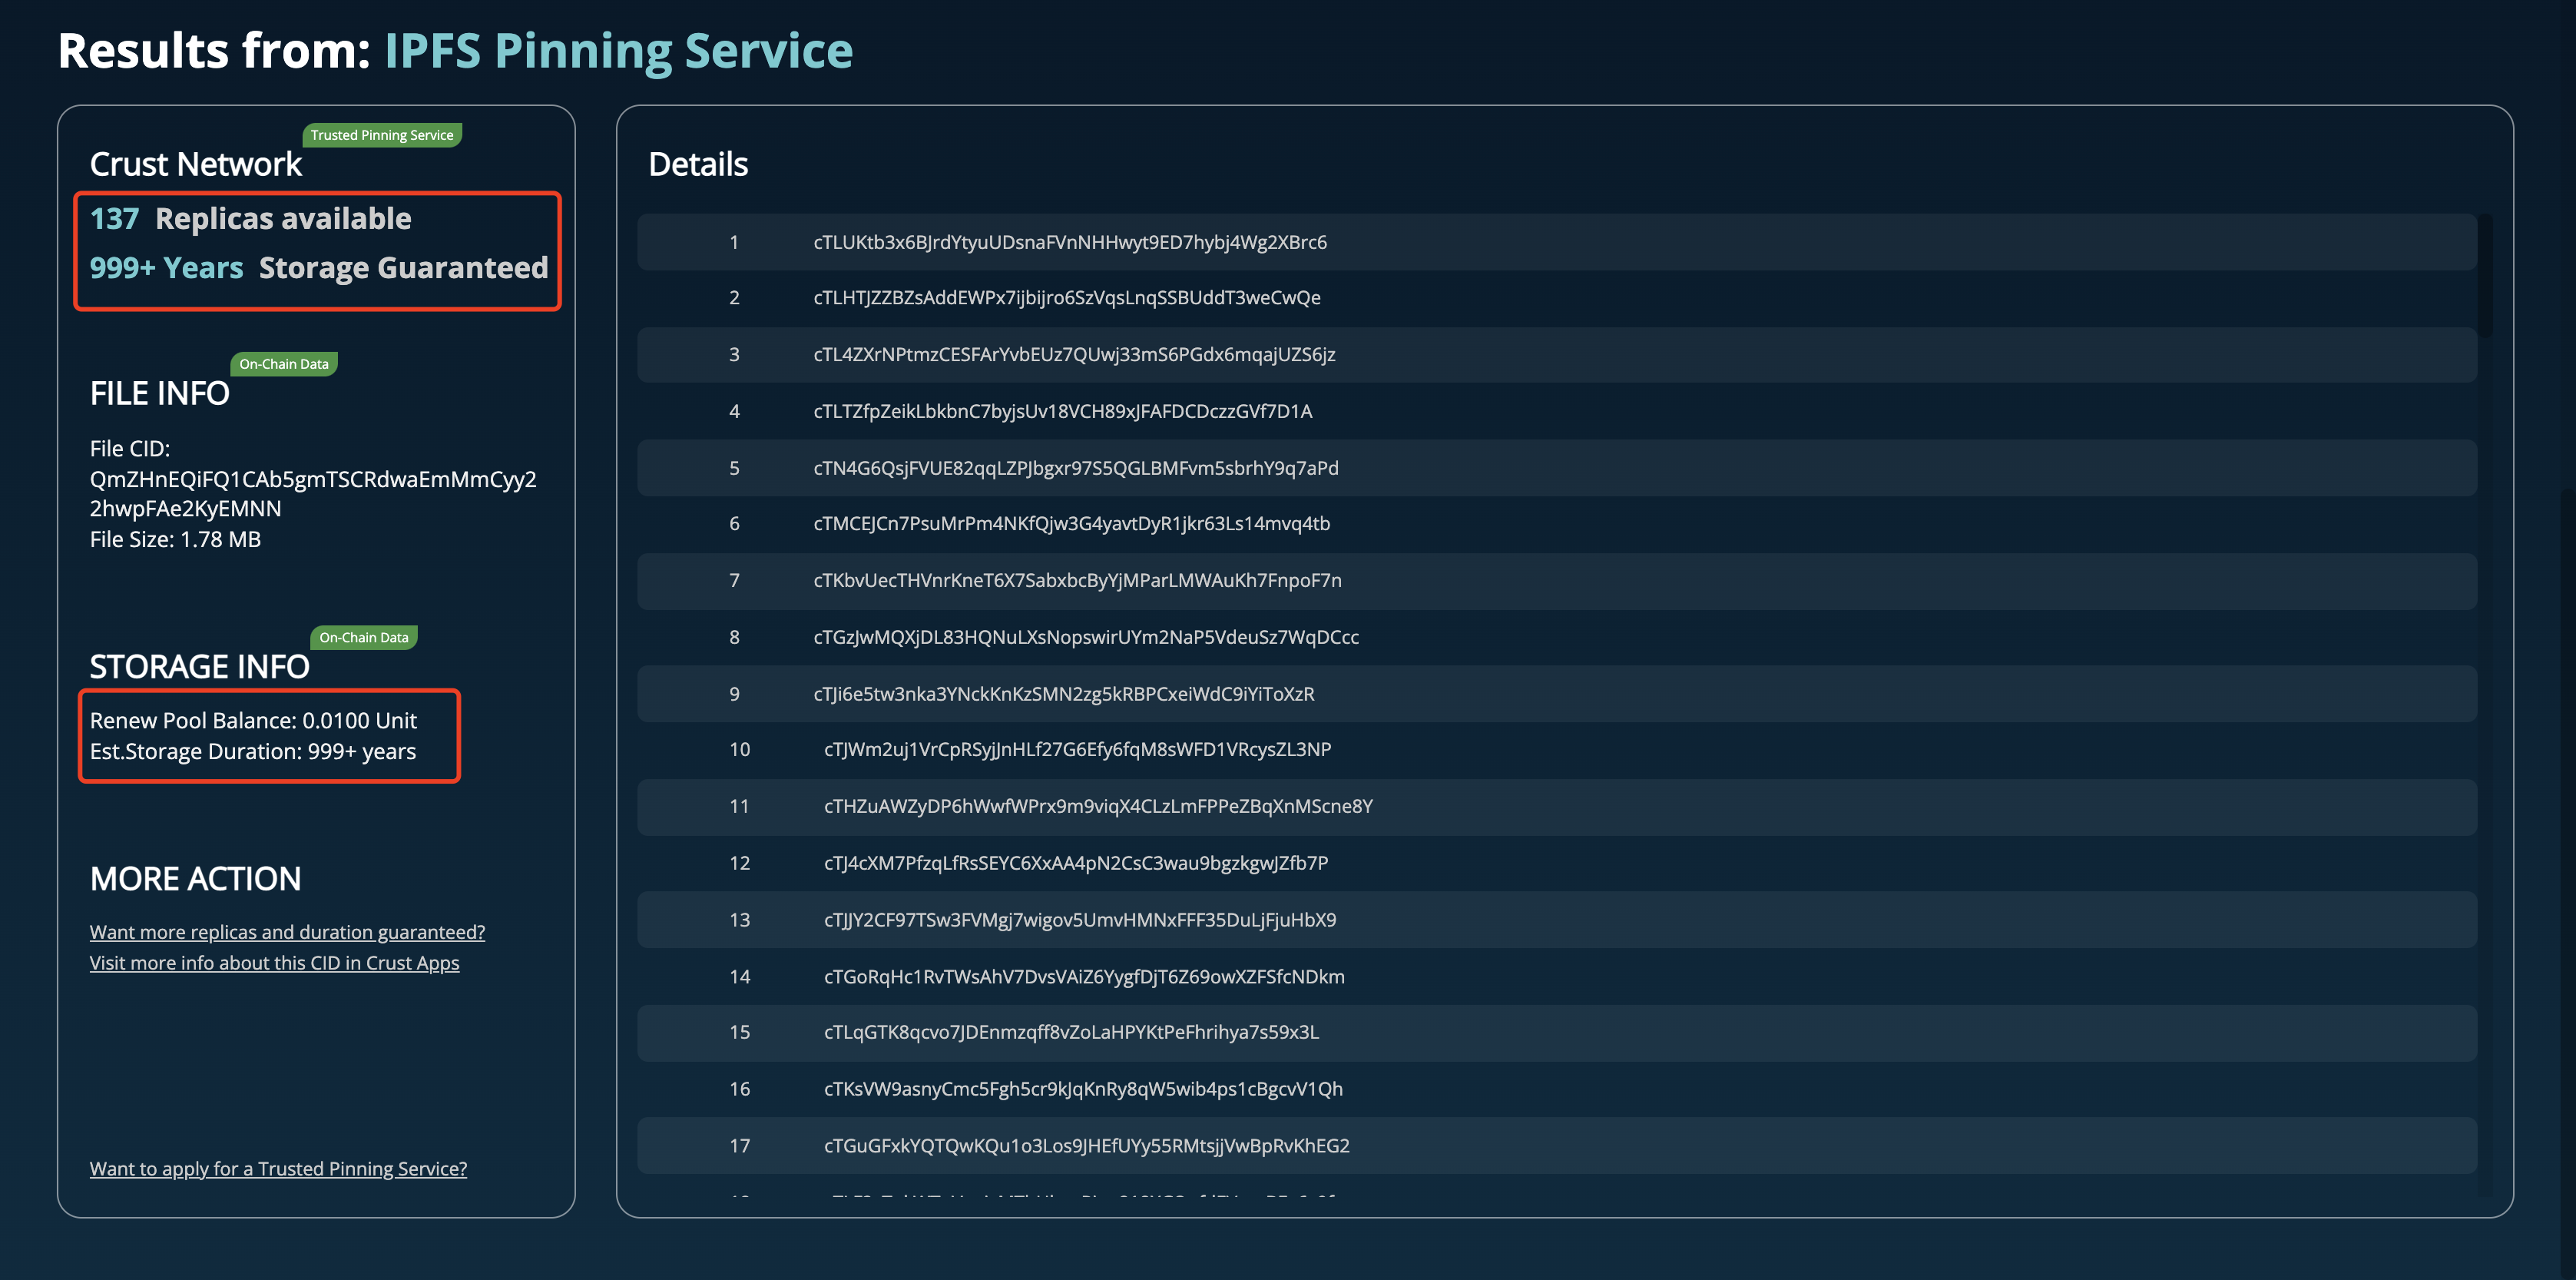 Results from: IPFS Pinning Service
Trusted Pinning Service
Crust Network
137 Replicas available
999+ Years Storage Guaranteed
On-Chain Data
FILE INFO
File CID:
QmZHnEQiFQ1CAb5gmTSCRdwaEmMmCyy2
2hwpFAe2KyEMNN
File Size: 1.78 MB
On-Chain Data
STORAGE INFO
Renew Pool Balance: 0.0100 Unit
Est.Storage Duration: 999+ years
MORE ACTION
Want more replicas and duration guaranteed?
Visit more info about this CID in Crust Apps
Want to apply for a Trusted Pinning Service?
Details
1 cTLUKtb3x6BJrdYtyuUDsnaFVnNHHwyt9ED7hybj4Wg2XBrc6
2 cTLHTJZZBZsAddEWPx7ijbijro6SzVqsLnqSSBUddT3weCwQe
3 cTL4ZXrNPtmzCESFArYvbEUz7QUwj33mS6PGdx6mqajUZS6jz
4 cTLTZfpZeikLbkbnC7byjsUv18VCH89xJFAFDCDczzGVf7D1A
5 cTN4G6QsjFVUE82qqLZPJbgxr97S5QGLBMFvm5sbrhY9q7aPd
6 cTMCEJCn7PsuMrPm4NKfQjw3G4yavtDyR1jkr63Ls14mvq4tb
7 cTKbvUecTHVnrKneT6X7SabxbcByYjMParLMWAuKh7FnpoF7n
8 cTGzJwMQXjDL83HQNuLXsNopswirUYm2NaP5VdeuSz7WqDCcc
9 cTJi6e5tw3nka3YNckKnKzSMN2zg5kRBPCxeiWdC9iYiToXzR
10 cTJWm2uj1VrCpRSyjJnHLf27G6Efy6fqM8sWFD1VRcysZL3NP
11 cTHZuAWZyDP6hWwfWPrx9m9viqX4CLzLmFPPeZBqXnMScne8Y
12 cTJ4cXM7PfzqLfRsSEYC6XxAA4pN2CsC3wau9bgzkgwJZfb7P
13 cTJJY2CF97TSw3FVMgj7wigov5UmvHMNxFFF35DuLjFjuHbX9
14 cTGoRqHc1RvTWsAhV7DvsVAiZ6YygfDjT6Z69owXZFSfcNDkm
15 cTLqGTK8qcvo7JDEnmzqff8vZoLaHPYKtPeFhrihya7s59x3L
16 cTKsVW9asnyCmc5Fgh5cr9kJqKnRy8qW5wib4ps1cBgcvV1Qh
17 cTGuGFxkYQTQwKQu1o3Los9JHEfUYy55RMtsjjVwBpRvKhEG2